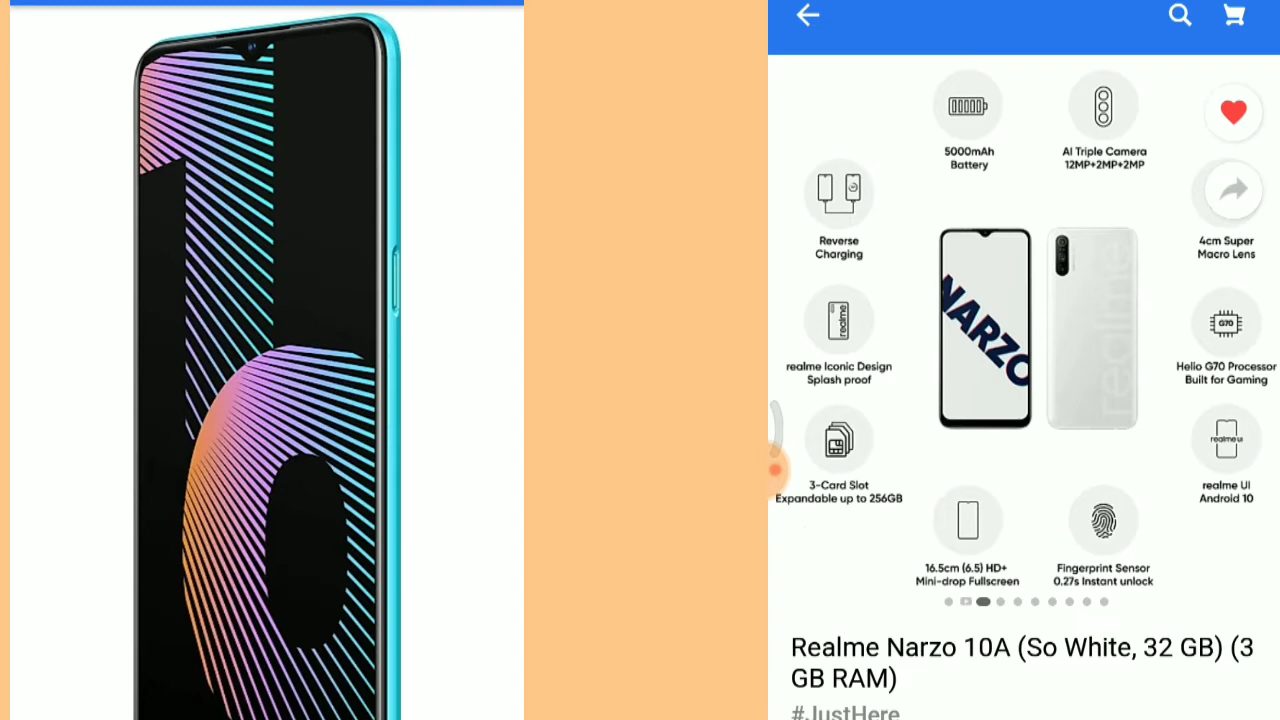 5000mAh
Battery
AI Triple Camera
12MP+2MP+2MP
Reverse
Charging
4cm Super
Macro Lens
NARZO
realme
realme
G70
realme Iconic Design
Splash proof
Helio G70 Processor
Built for Gaming
realme UI
3-Card Slot
Expandable up to 256GB
realme UI
Android 10
16.5cm (6.5) HD+
Mini-drop Fullscreen
Fingerprint Sensor
0.27s Instant unlock
Realme Narzo 10A (So White, 32 GB) (3
GB RAM)
#JustHere